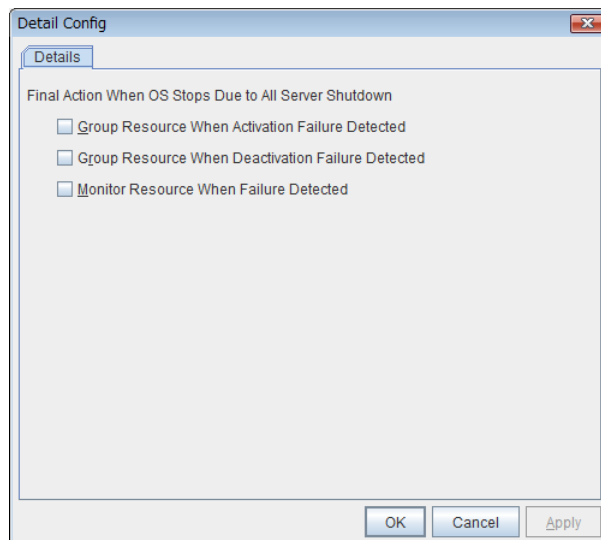 Detail Config
Details
Final Action When OS Stops Due to All Server Shutdown
Group Resource When Activation Failure Detected
Group Resource When Deactivation Failure Detected
Monitor Resource When Failure Detected
OK Cancel Apply